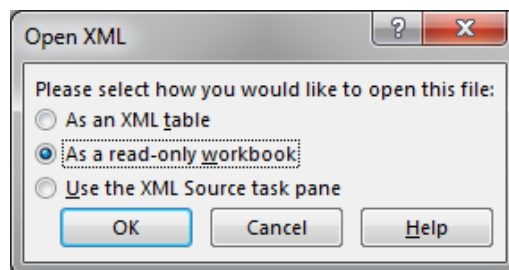 Open XML
Please select how you would like to open this file:
As an XML table
As a read-only workbook
Use the XML Source task pane
OK Cancel Help